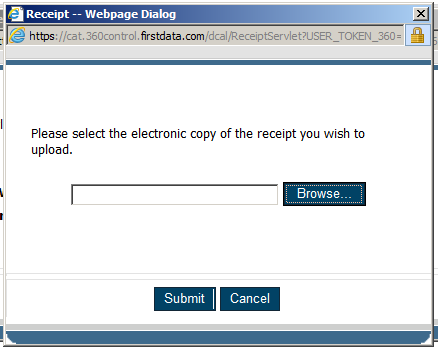 Receipt -- Webpage Dialog
https://cat.360control.firstdata.com/dcal/ReceiptServlet?USER_TOKEN_360=
Please select the electronic copy of the receipt you wish to
upload.
Browse...
Submit Cancel